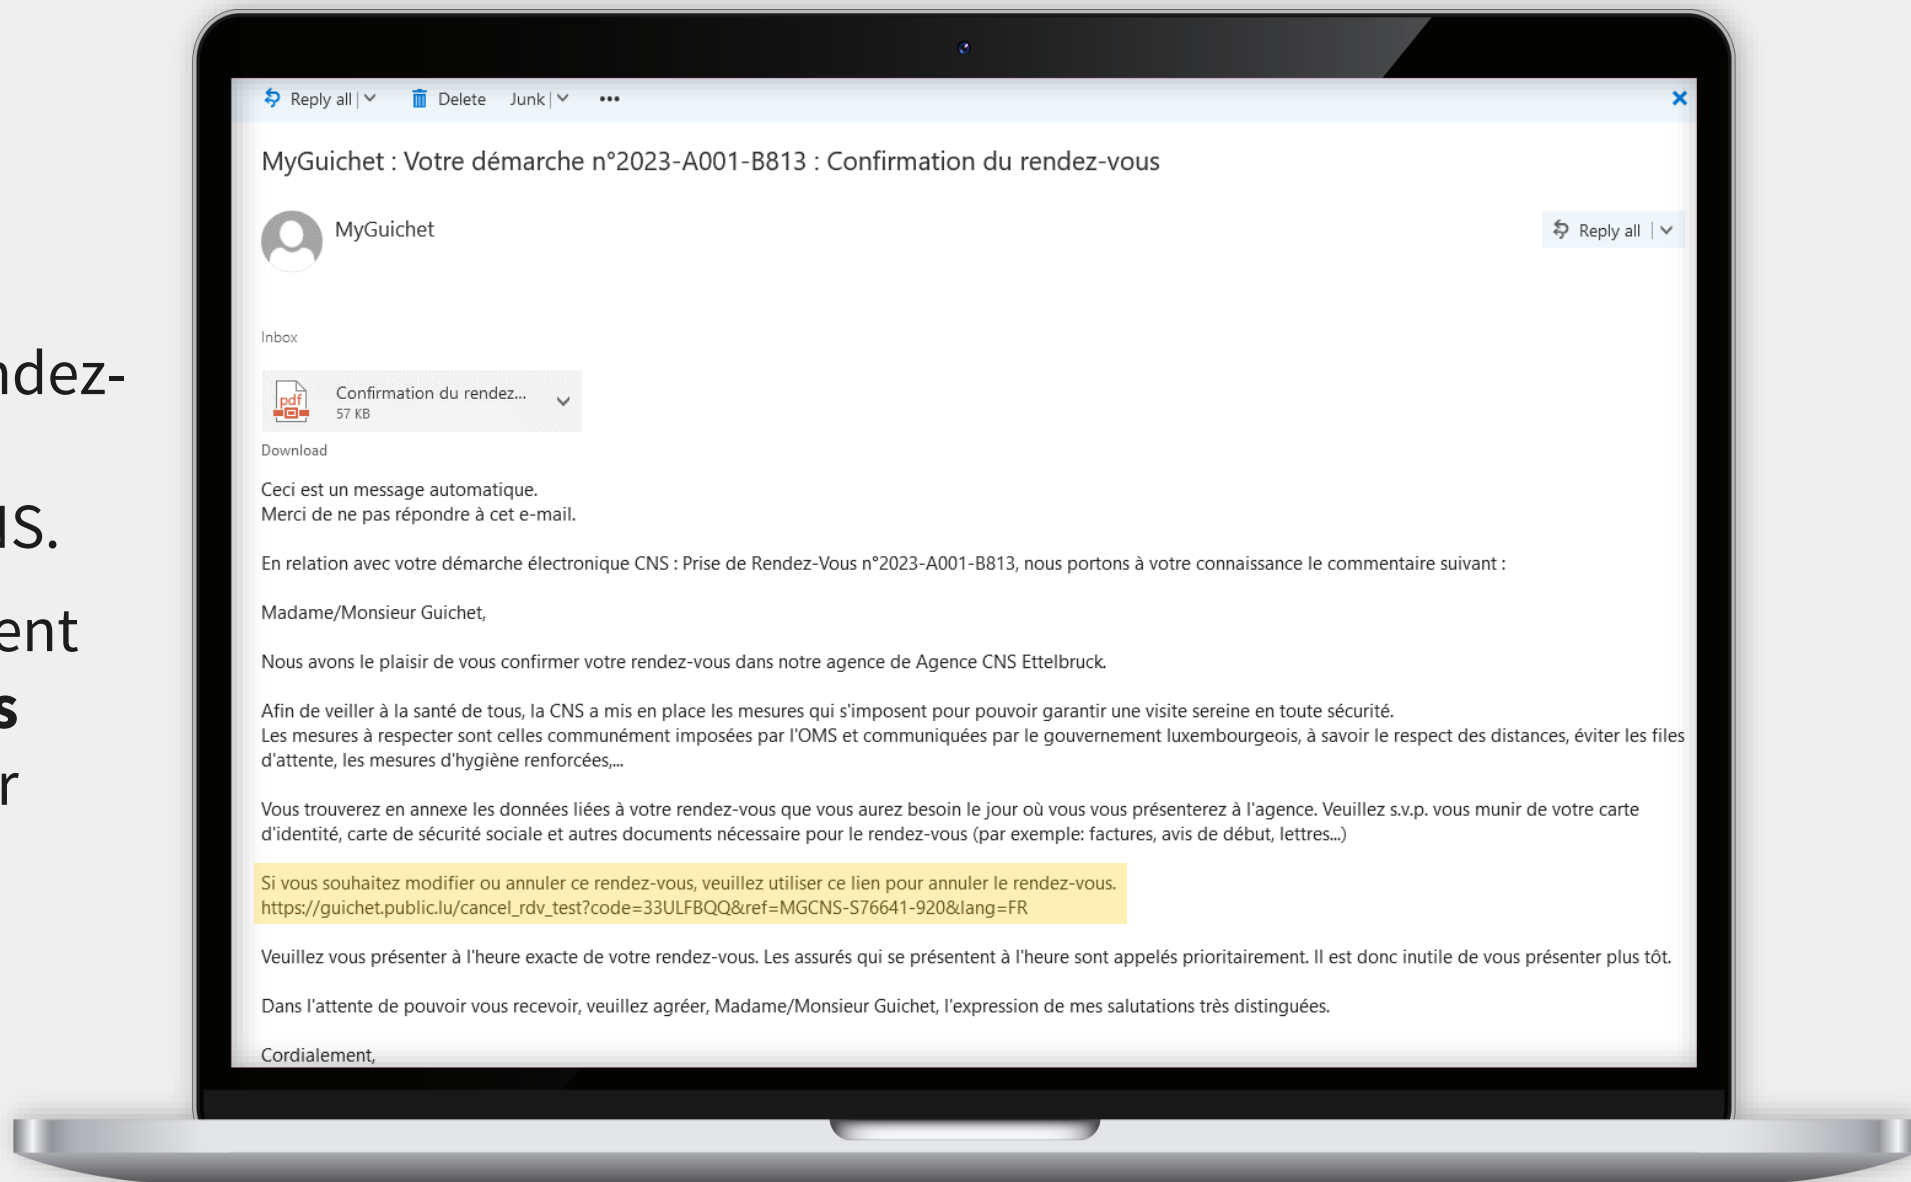 ndez-
NS.
ent
s
r
Reply all
Delete
Junk
MyGuichet : Votre démarche n°2023-A001-B813 : Confirmation du rendez-vous
MyGuichet
Reply all
Inbox
pdf
Confirmation du rendez...
57 KB
Download
Ceci est un message automatique.
Merci de ne pas répondre à cet e-mail.
En relation avec votre démarche électronique CNS : Prise de Rendez-Vous n°2023-A001-B813, nous portons à votre connaissance le commentaire suivant :
Madame/Monsieur Guichet,
Nous avons le plaisir de vous confirmer votre rendez-vous dans notre agence de Agence CNS Ettelbruck.
Afin de veiller à la santé de tous, la CNS a mis en place les mesures qui s'imposent pour pouvoir garantir une visite sereine en toute sécurité.
Les mesures à respecter sont celles communément imposées par l'OMS et communiquées par le gouvernement luxembourgeois, à savoir le respect des distances, éviter les files
d'attente, les mesures d'hygiène renforcées,...
Vous trouverez en annexe les données liées à votre rendez-vous que vous aurez besoin le jour où vous vous présenterez à l'agence. Veuillez s.v.p. vous munir de votre carte
d'identité, carte de sécurité sociale et autres documents nécessaire pour le rendez-vous (par exemple: factures, avis de début, lettres...)
Si vous souhaitez modifier ou annuler ce rendez-vous, veuillez utiliser ce lien pour annuler le rendez-vous.
https://guichet.public.lu/cancel_rdv_test?code=33ULFBQQ&ref=MGCNS-S76641-920&lang=FR
Veuillez vous présenter à l'heure exacte de votre rendez-vous. Les assurés qui se présentent à l'heure sont appelés prioritairement. Il est donc inutile de vous présenter plus tôt.
Dans l'attente de pouvoir vous recevoir, veuillez agréer, Madame/Monsieur Guichet, l'expression de mes salutations très distinguées.
Cordialement,